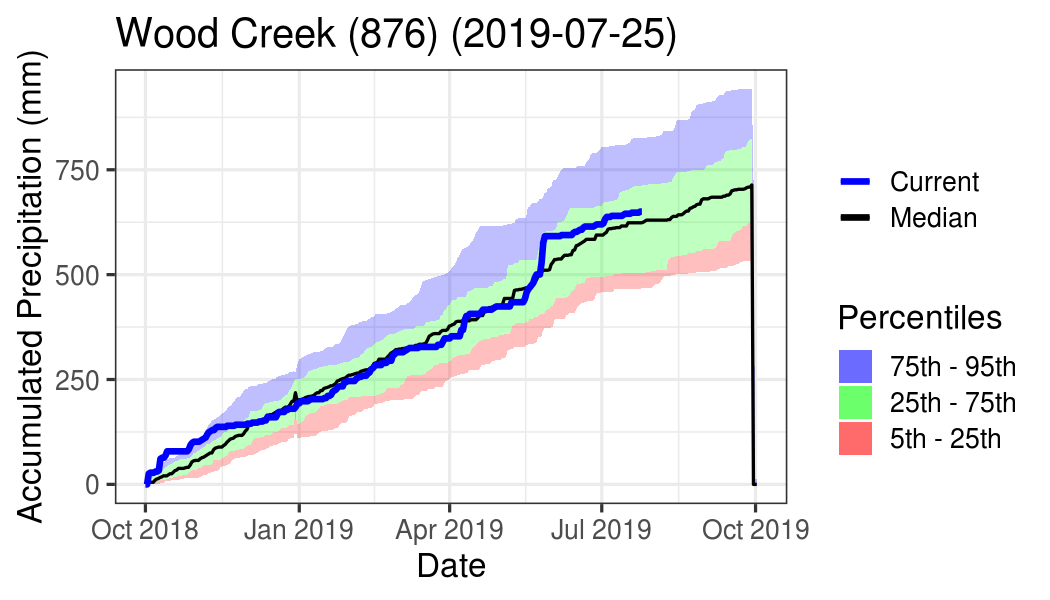 Wood Creek (876) (2019-07-25)
Accumulated Precipitation (mm)
750
500
250
0
Oct 2018 Jan 2019 Apr 2019 Jul 2019 Oct 2019
Date
Current
Median
Percentiles
75th - 95th
25th - 75th
5th - 25th